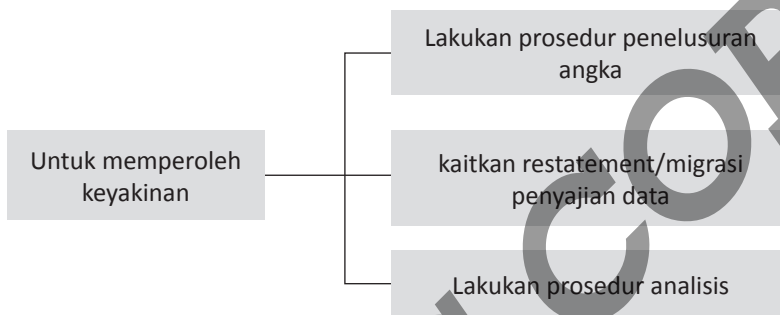 Lakukan prosedur penelusuran
angka
Untuk memperoleh
keyakinan
kaitkan restatement/migrasi
penyajian data
Lakukan prosedur analisis